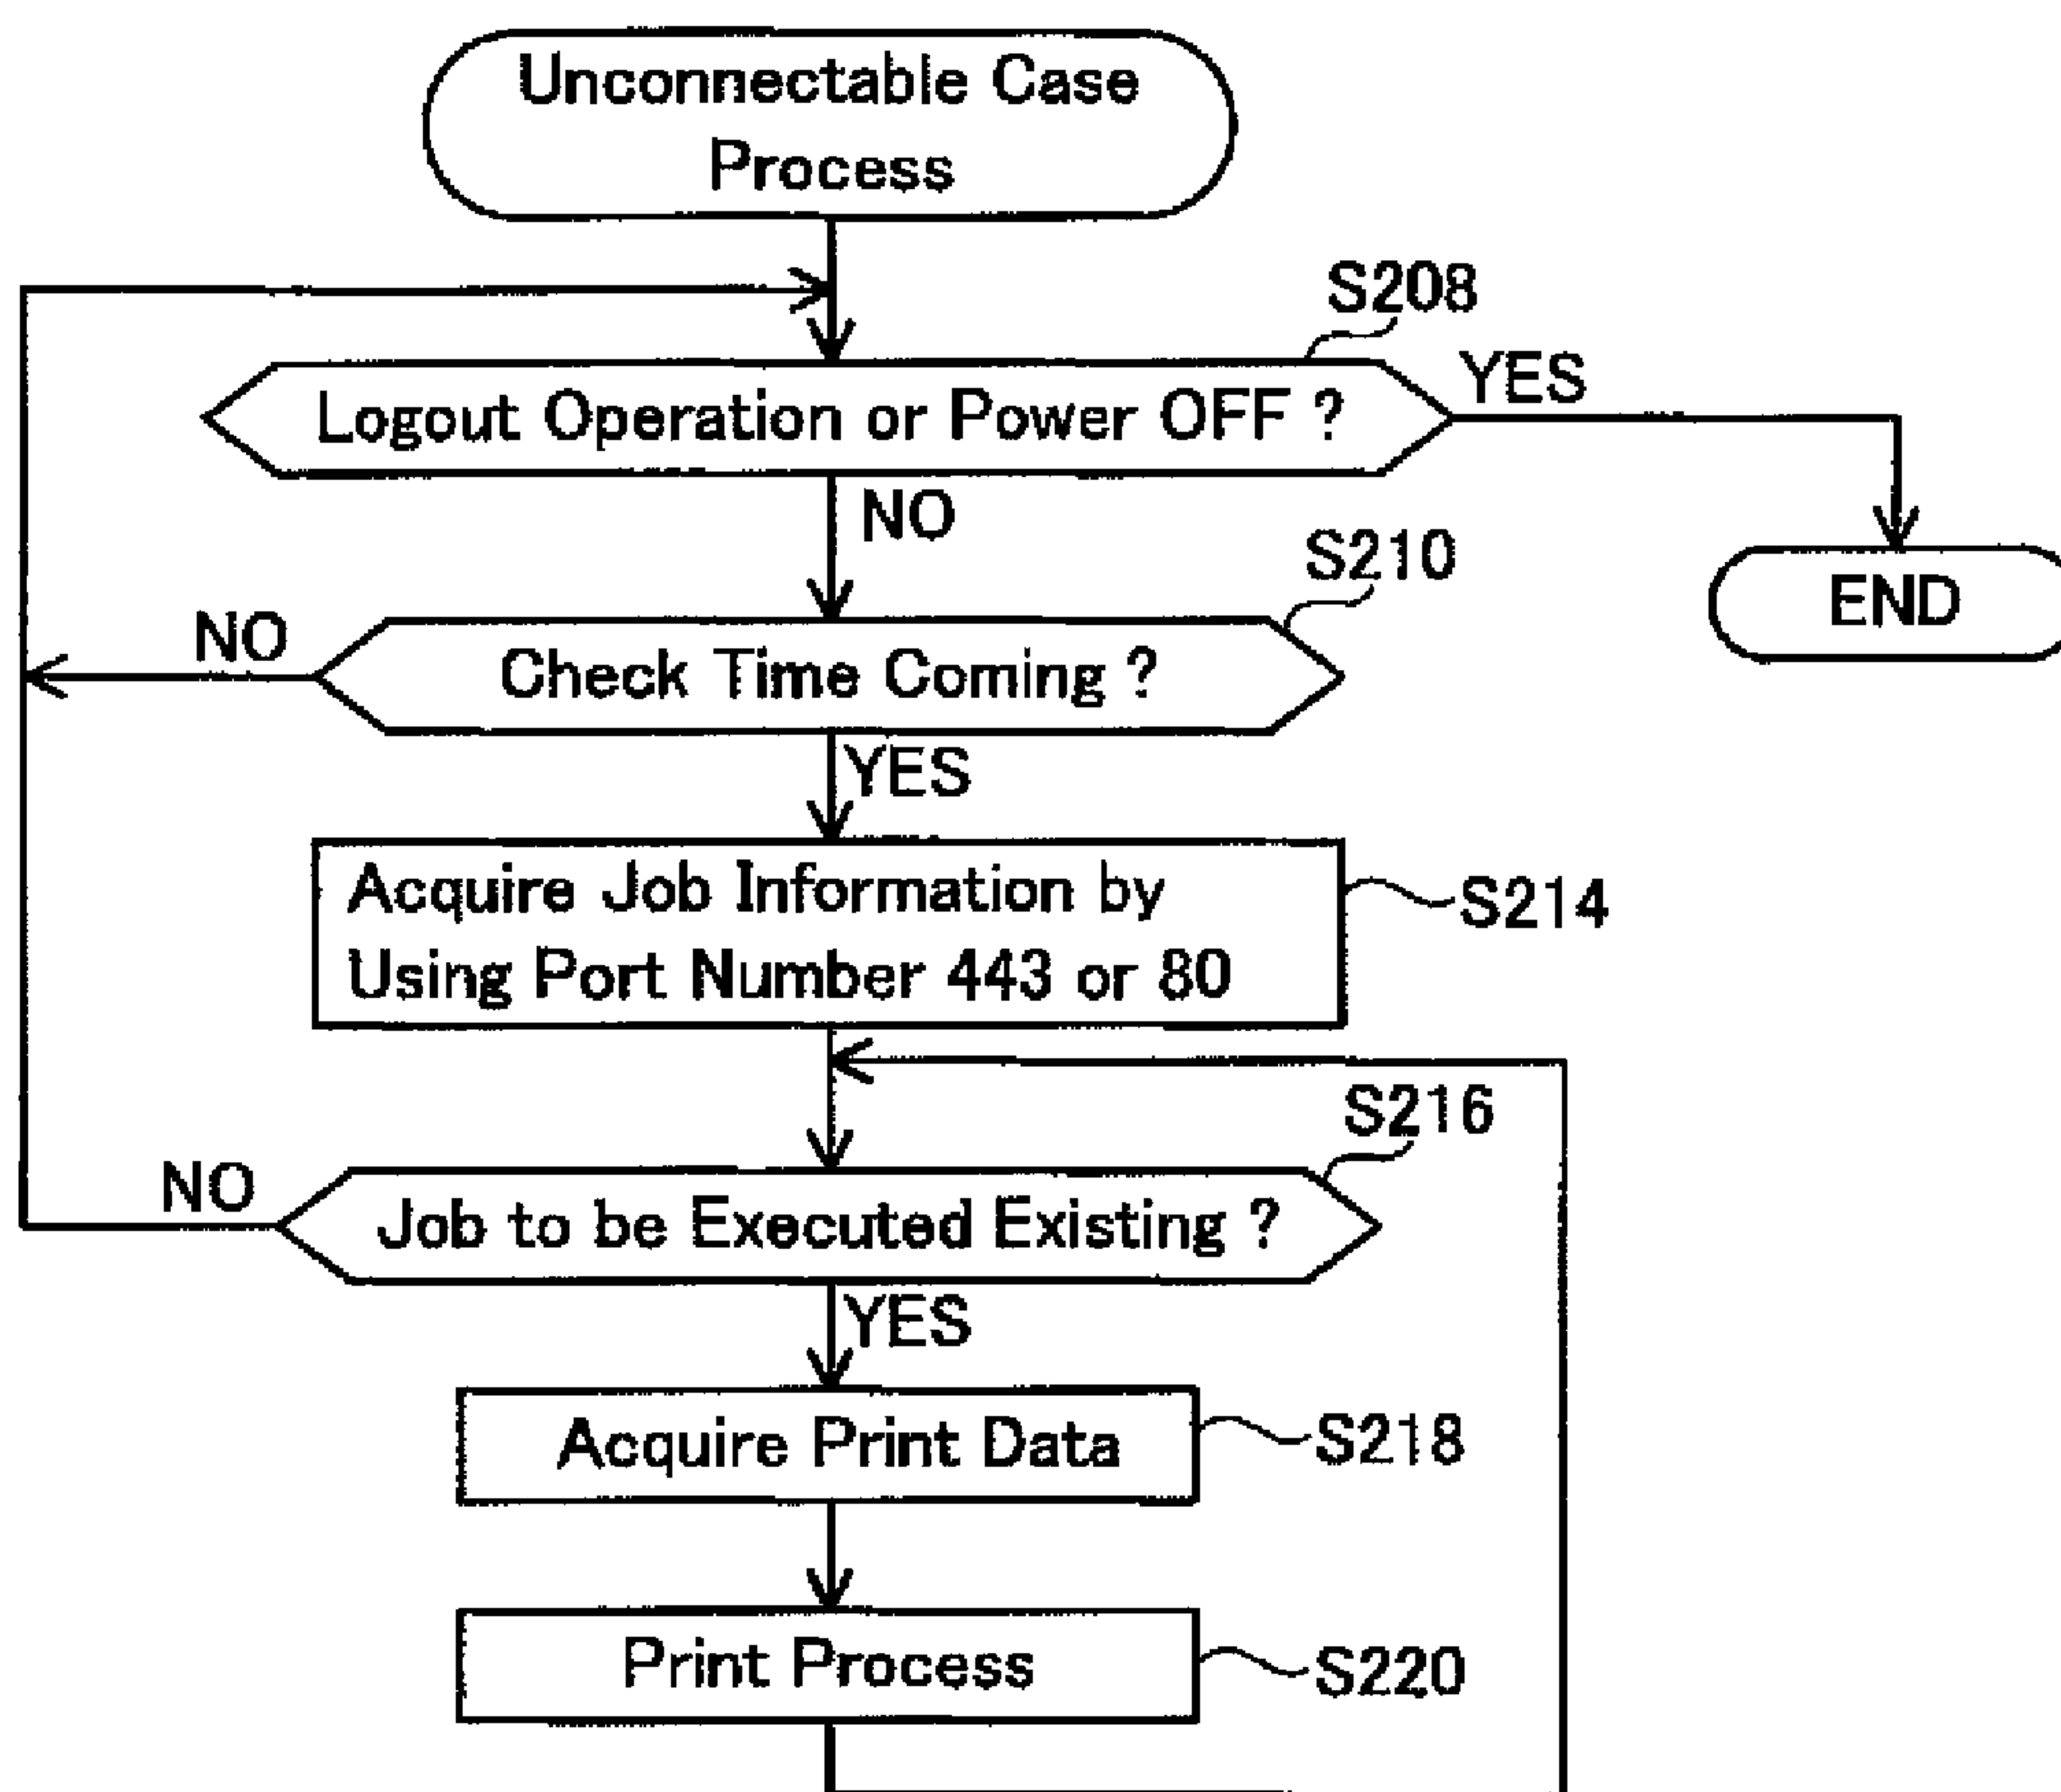 Unconnectable Case
Process
S208
Logout Operation or Power OFF ?
YES
NO
S210
END
NO
Check Time Coming ?
YES
Acquire Job Information by
Using Port Number 443 or 80
S214
S216
NO
Job to be Executed Existing ?
YES
Acquire Print Data
S218
Print Process
S220